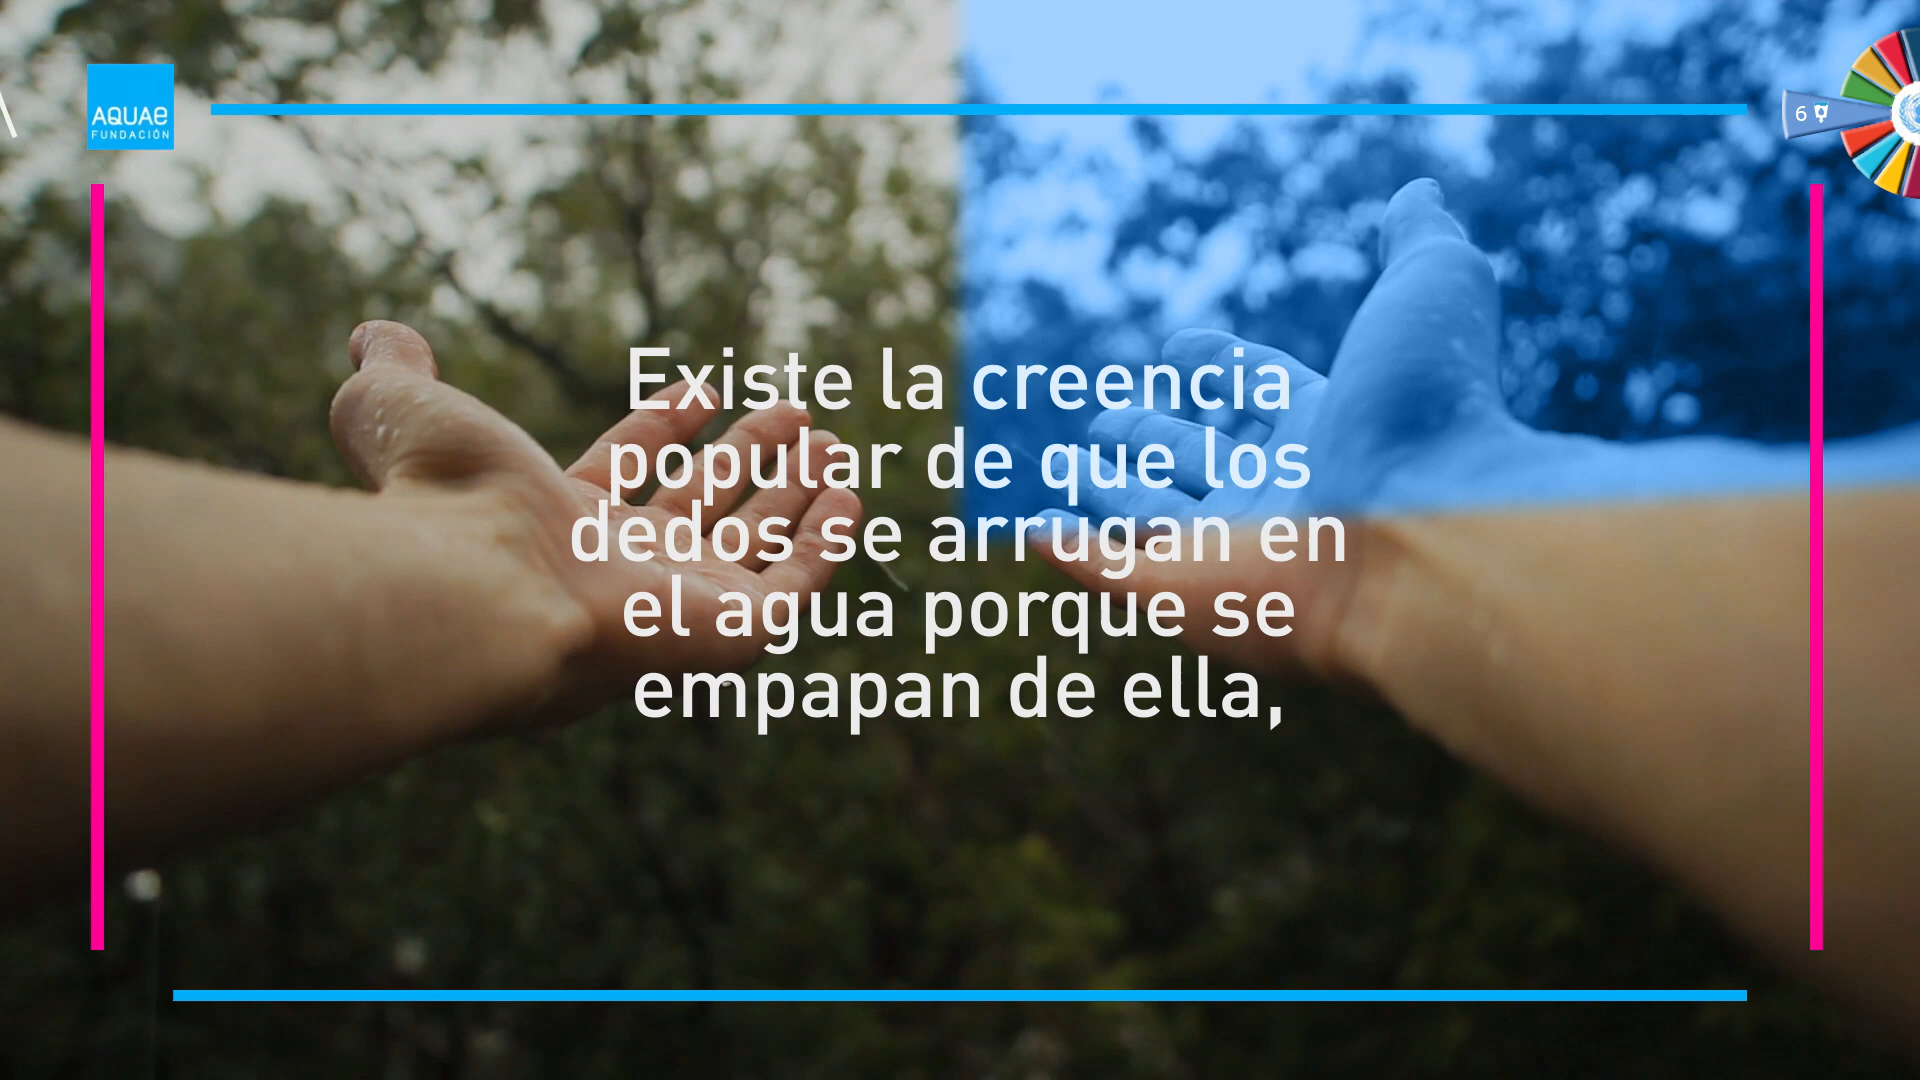 AQUAE
FUNDACIÓN
6
Existe la creencia
popular de que los
dedos se arrugan en
el agua porque se
empapan de ella,